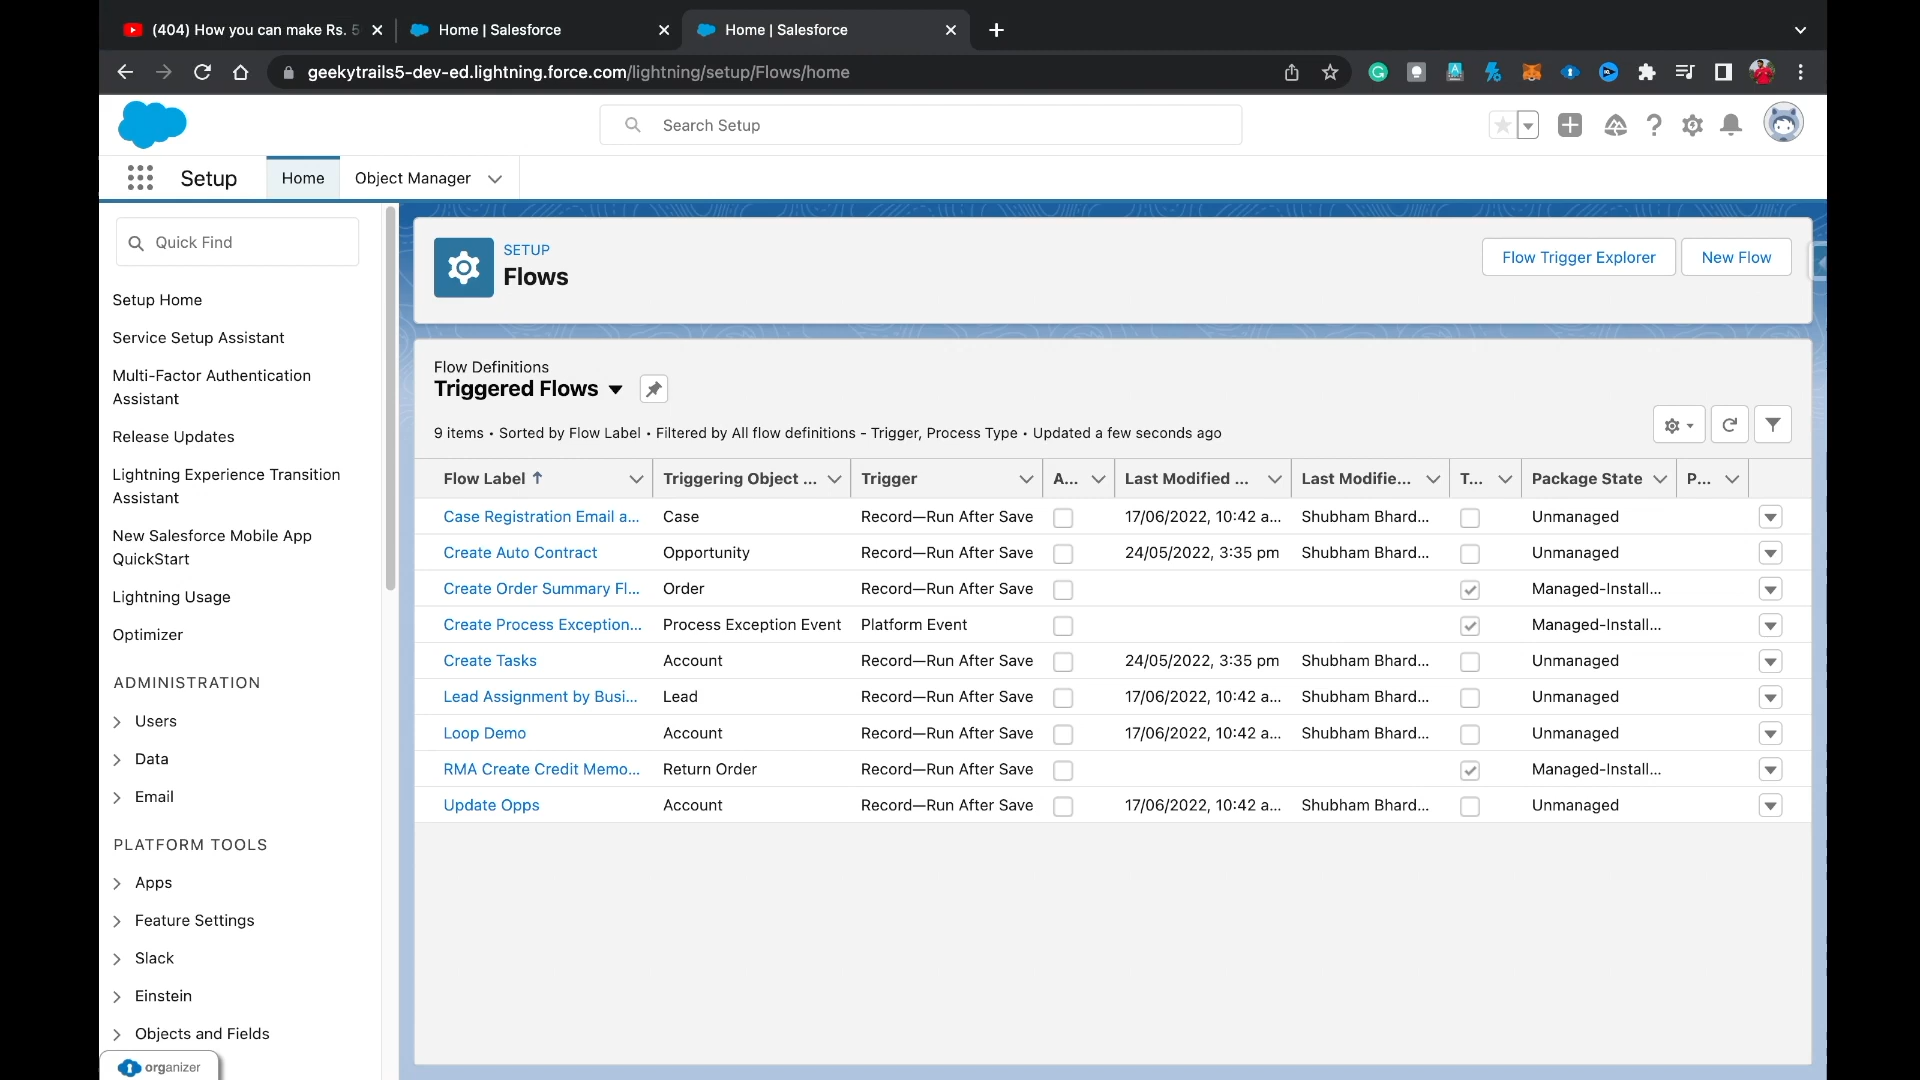 (404) How you can make Rs. 5
Home | Salesforce
Home | Salesforce
geekytrails5-dev-ed.lightning.force.com/lightning/setup/Flows/home
Search Setup
Setup
Home
Object Manager
Quick Find
Setup Home
Service Setup Assistant
Multi-Factor Authentication
Assistant
Release Updates
Lightning Experience Transition
Assistant
New Salesforce Mobile App
QuickStart
Lightning Usage
Optimizer
ADMINISTRATION
Users
Data
Email
PLATFORM TOOLS
Apps
Feature Settings
Slack
Einstein
Objects and Fields
organizer
SETUP
Flows
Flow Trigger Explorer
New Flow
Flow Definitions
Triggered Flows
9 items • Sorted by Flow Label • Filtered by All flow definitions - Trigger, Process Type • Updated a few seconds ago
Flow Label Triggering Object ... Trigger A... Last Modified ... Last Modifie... T... Package State P...
Case Registration Email a... Case Record—Run After Save 17/06/2022, 10:42 a... Shubham Bhard... Unmanaged
Create Auto Contract Opportunity Record—Run After Save 24/05/2022, 3:35 pm Shubham Bhard... Unmanaged
Create Order Summary Fl... Order Record—Run After Save Managed-Install...
Create Process Exception... Process Exception Event Platform Event Managed-Install...
Create Tasks Account Record—Run After Save 24/05/2022, 3:35 pm Shubham Bhard... Unmanaged
Lead Assignment by Busi... Lead Record—Run After Save 17/06/2022, 10:42 a... Shubham Bhard... Unmanaged
Loop Demo Account Record—Run After Save 17/06/2022, 10:42 a... Shubham Bhard... Unmanaged
RMA Create Credit Memo... Return Order Record—Run After Save Managed-Install...
Update Opps Account Record—Run After Save 17/06/2022, 10:42 a... Shubham Bhard... Unmanaged